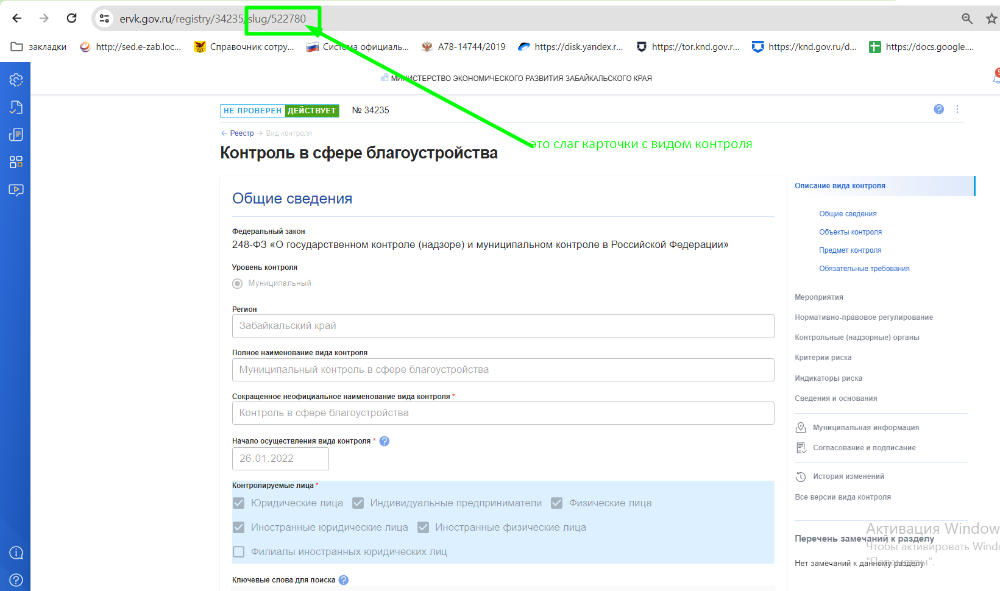 ervk.gov.ru/registry/34235/slug/522780
закладки http://sed.e-zab.loc... Справочник сотру... Система официаль... А78-14744/2019 https://disk.yandex.r... https://tor.knd.gov.r... https://knd.gov.ru/d... https://docs.google....
МИНИСТЕРСТВО ЭКОНОМИЧЕСКОГО РАЗВИТИЯ ЗАБАЙКАЛЬСКОГО КРАЯ
НЕ ПРОВЕРЕН ДЕЙСТВУЕТ № 34235
← Реестр → Вид контроля
это слаг карточки с видом контроля
Контроль в сфере благоустройства
Общие сведения
Федеральный закон
248-ФЗ «О государственном контроле (надзоре) и муниципальном контроле в Российской Федерации»
Уровень контроля
Муниципальный
Регион
Забайкальский край
Полное наименование вида контроля
Муниципальный контроль в сфере благоустройства
Сокращенное неофициальное наименование вида контроля *
Контроль в сфере благоустройства
Начало осуществления вида контроля *
26.01.2022
Контролируемые лица *
Юридические лица Индивидуальные предприниматели Физические лица
Иностранные юридические лица Иностранные физические лица
Филиалы иностранных юридических лиц
Ключевые слова для поиска
Описание вида контроля
Общие сведения
Объекты контроля
Предмет контроля
Обязательные требования
Мероприятия
Нормативно-правовое регулирование
Контрольные (надзорные) органы
Критерии риска
Индикаторы риска
Сведения и основания
Муниципальная информация
Согласование и подписание
История изменений
Все версии вида контроля
Активация Window
Перечень замечаний к разделу
Чтобы активировать Windo
"Параметры".
Нет замечаний к данному разделу